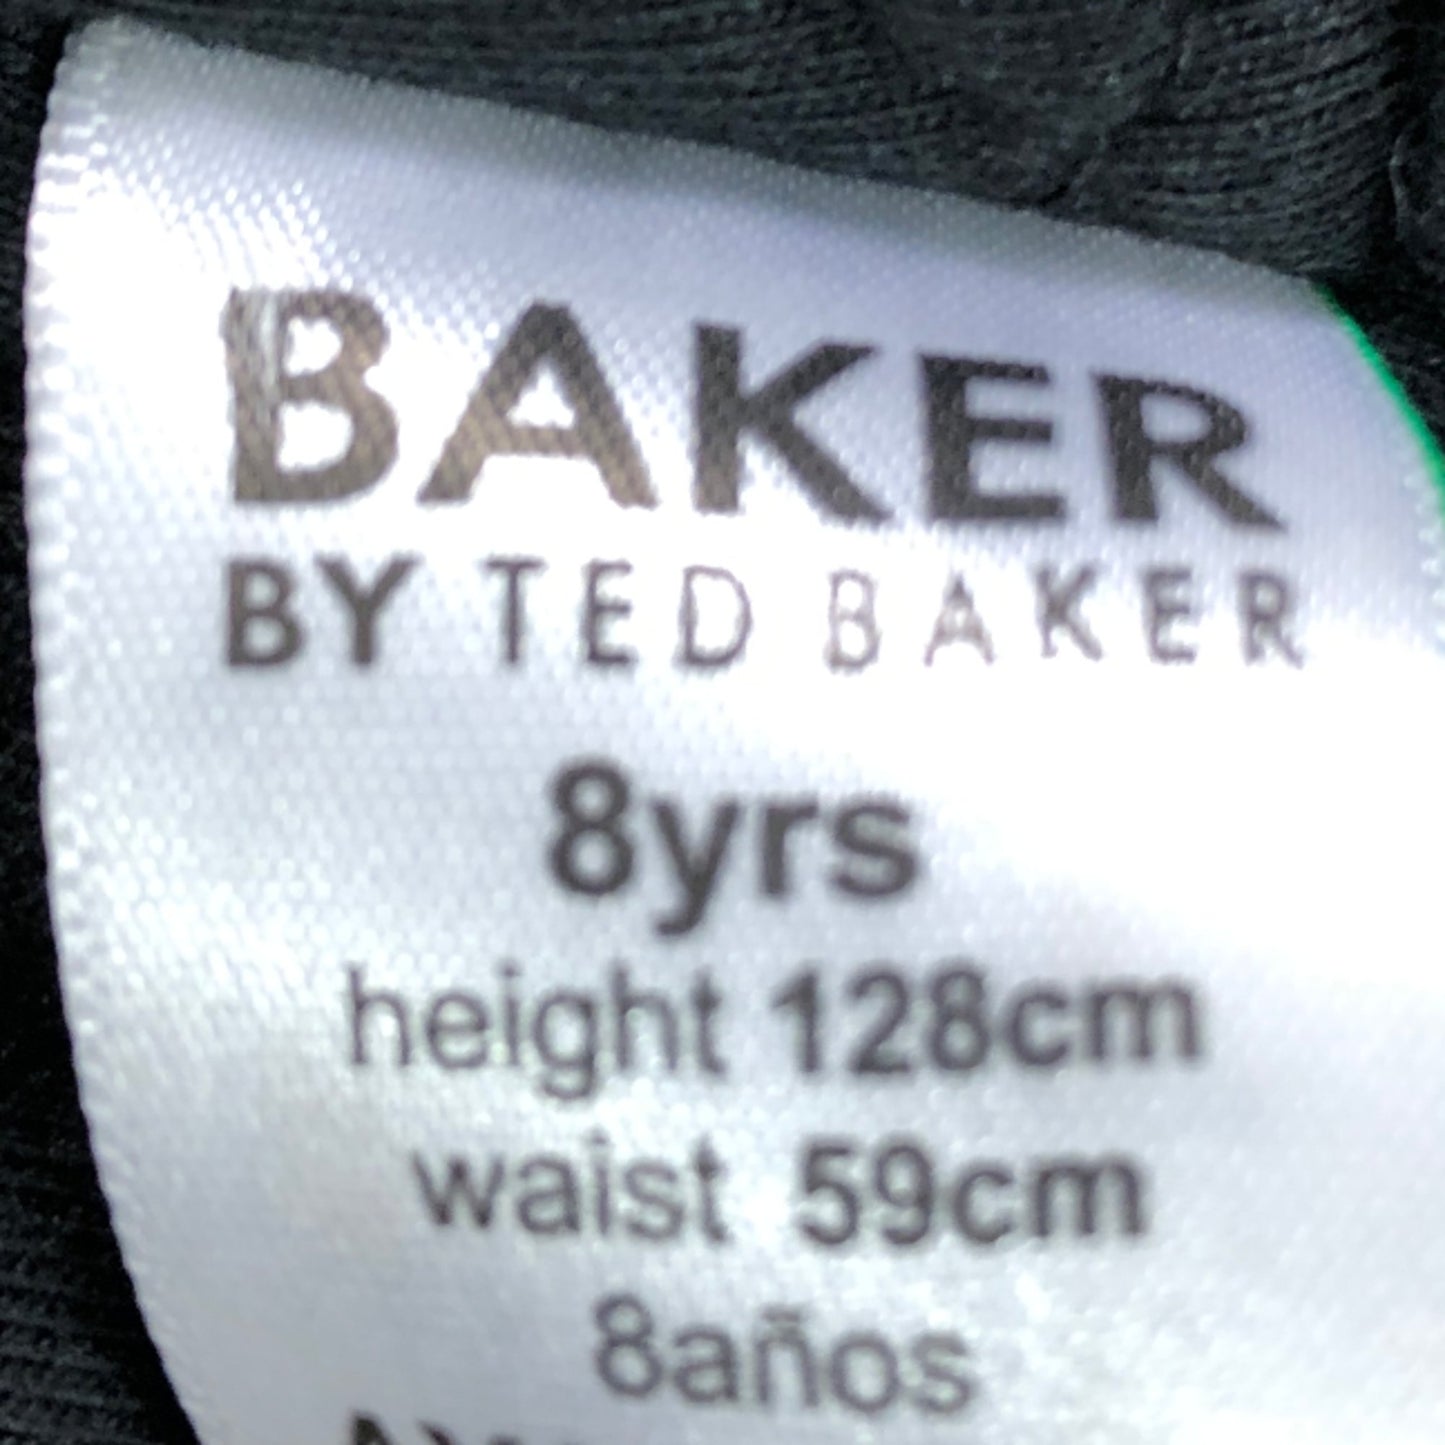 BAKER
BY TED BAKER
8yrs
height 128cm
waist 59cm
8años